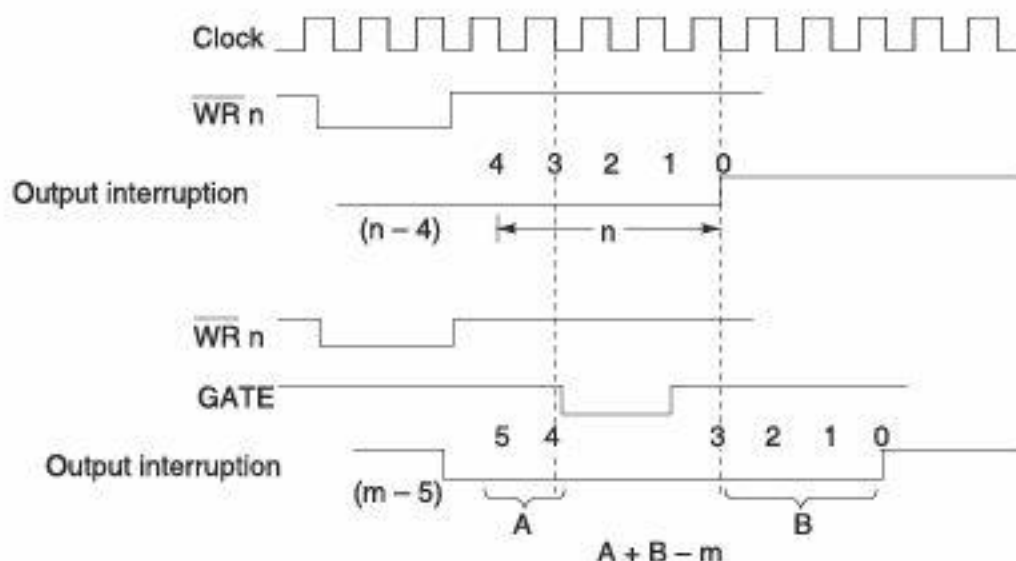 Clock
WR n
4 3 2 1 0
Output interruption
(n – 4)
n
WR n
GATE
5 4 3 2 1 0
Output interruption
(m – 5)
A
B
A + B – m